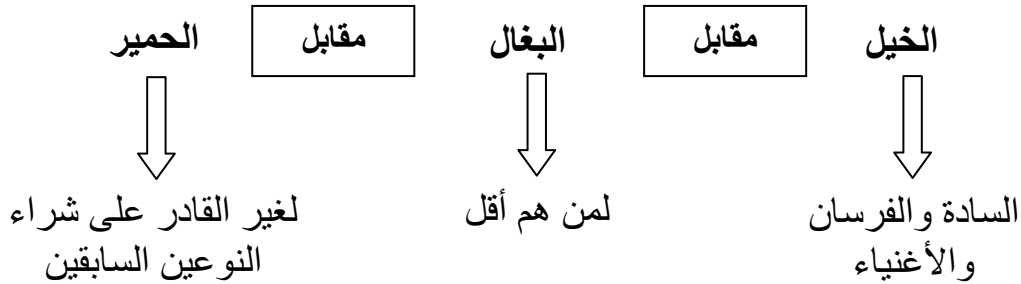 الخيل مقابل البغال مقابل الحمير
السادة والفرسان لمن هم أقل لغير القادر على شراء
والأغنياء النوعين السابقين